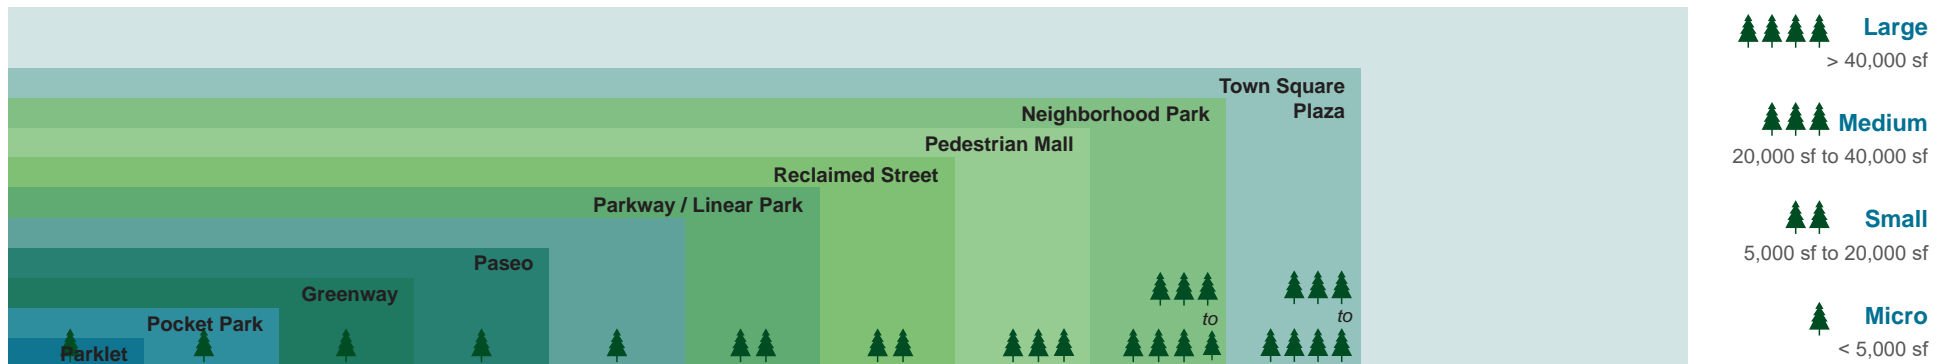 Town Square
Plaza
Neighborhood Park
Pedestrian Mall
Reclaimed Street
Parkway / Linear Park
Paseo
Greenway
Pocket Park
Parklet
to
to
Large
> 40,000 sf
Medium
20,000 sf to 40,000 sf
Small
5,000 sf to 20,000 sf
Micro
< 5,000 sf